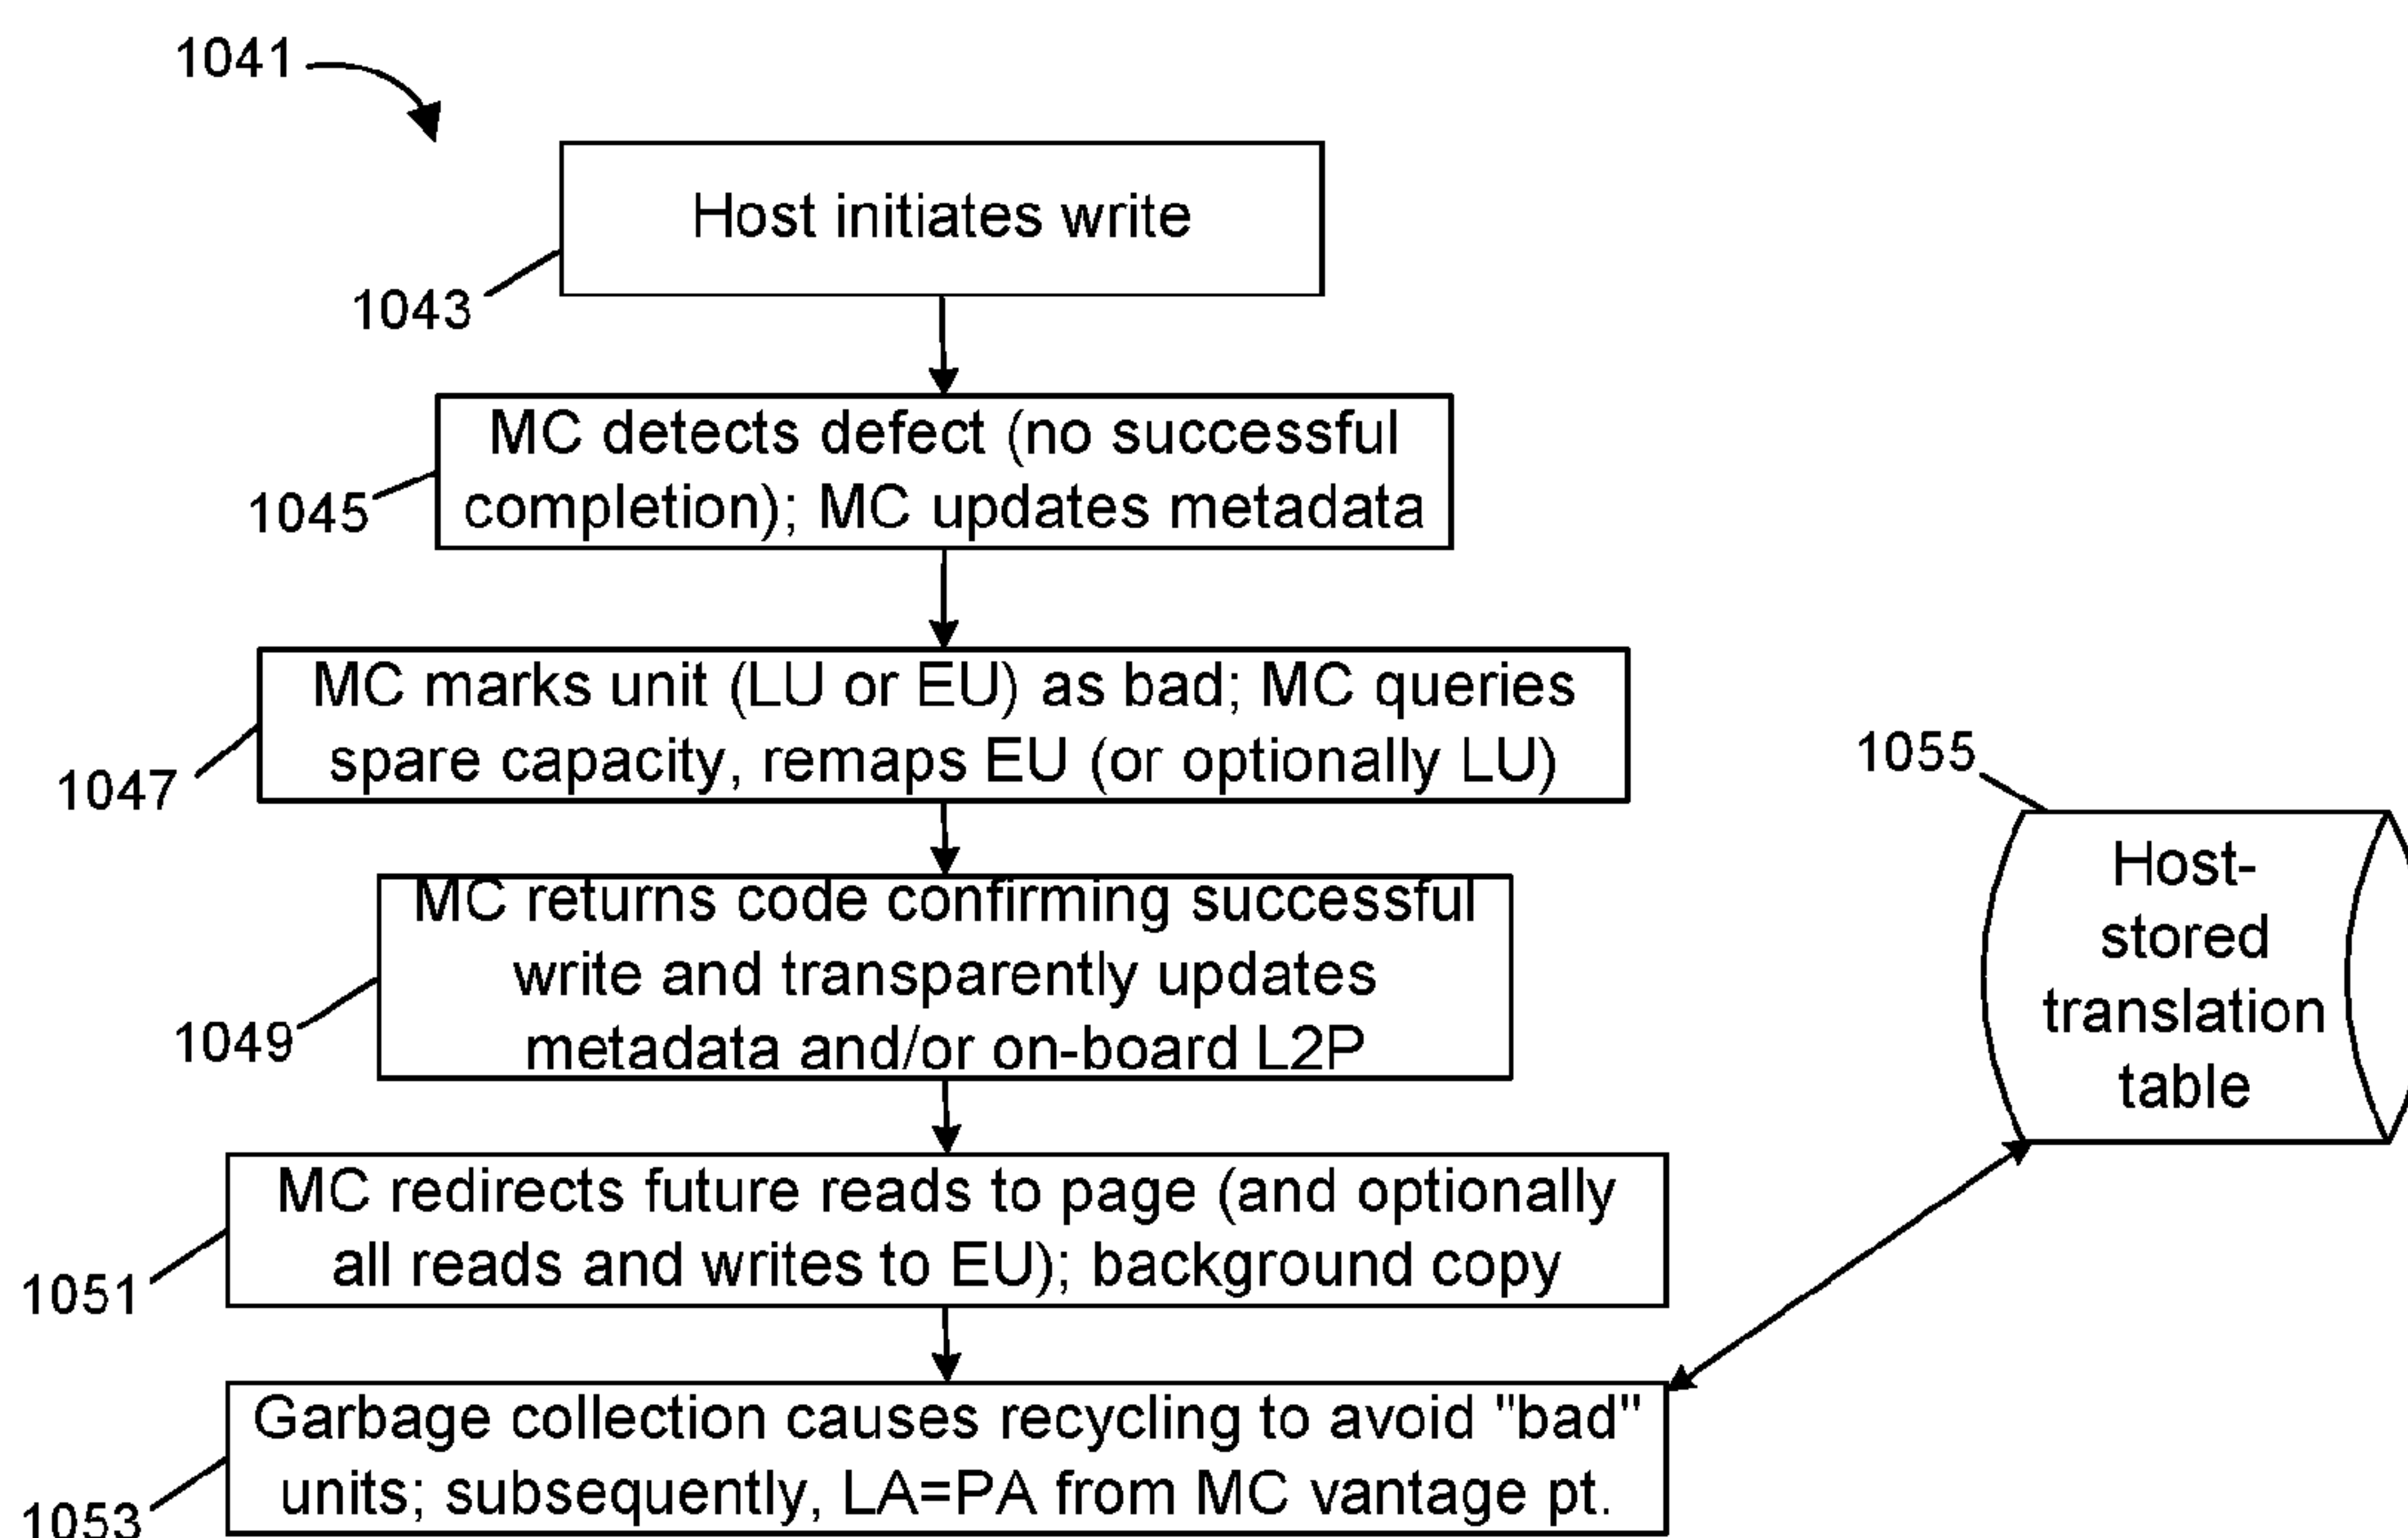 1041
Host initiates write
1043
MC detects defect (no successful
completion); MC updates metadata
1045
MC marks unit (LU or EU) as bad; MC queries
spare capacity, remaps EU (or optionally LU)
1047
1055
Host-
stored
translation
table
MC returns code confirming successful
write and transparently updates
metadata and/or on-board L2P
1049
MC redirects future reads to page (and optionally
all reads and writes to EU); background copy
1051
Garbage collection causes recycling to avoid "bad"
units; subsequently, LA=PA from MC vantage pt.
1053